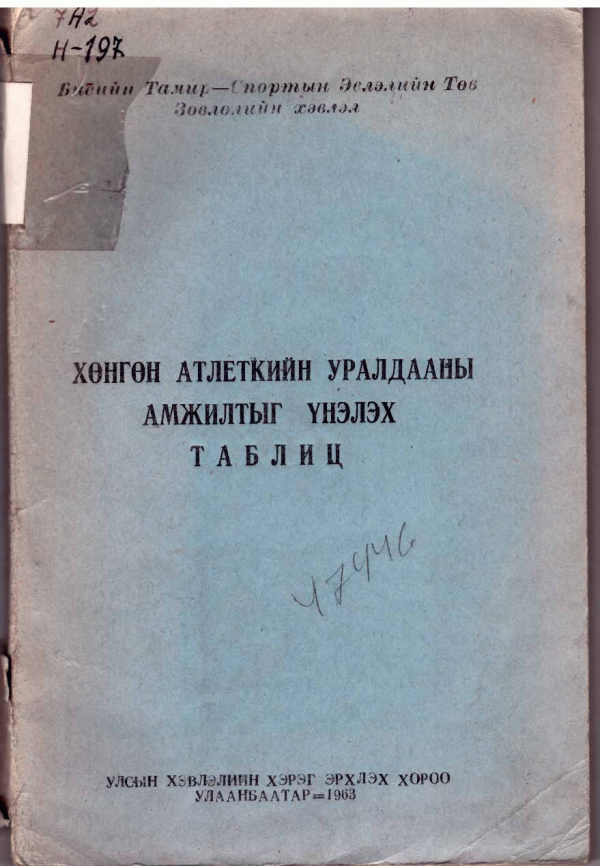 7А2
Н-197
Биеийн Тамир—Спортын Эвлэлийн Төв
Зөвлөлийн хэвлэл
ХӨНГӨН АТЛЕТКИЙН УРАЛДААНЫ
АМЖИЛТЫГ ҮНЭЛЭХ
ТАБЛИЦ
47446
УЛСЫН ХЭВЛЭЛИЙН ХЭРЭГ ЭРХЛЭХ ХОРОО
УЛААНБААТАР=1963